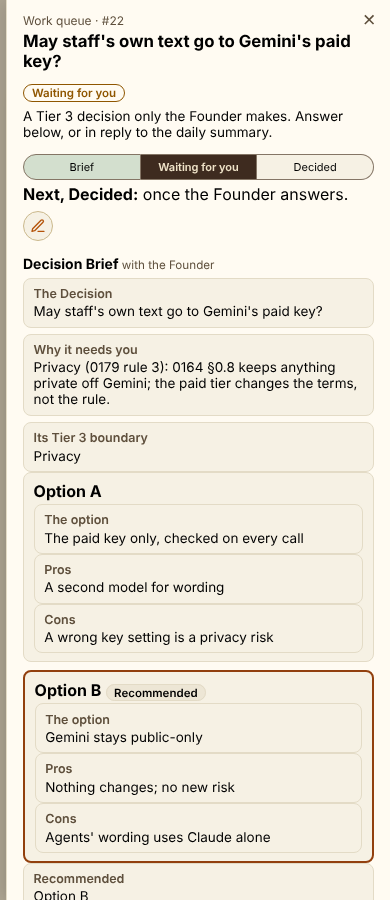 Work queue · #22
May staff's own text go to Gemini's paid
key?
Waiting for you
A Tier 3 decision only the Founder makes. Answer
below, or in reply to the daily summary.
Brief
Waiting for you
Decided
Next, Decided: once the Founder answers.
Decision Brief with the Founder
The Decision
May staff's own text go to Gemini's paid key?
Why it needs you
Privacy (0179 rule 3): 0164 §0.8 keeps anything
private off Gemini; the paid tier changes the terms,
not the rule.
Its Tier 3 boundary
Privacy
Option A
The option
The paid key only, checked on every call
Pros
A second model for wording
Cons
A wrong key setting is a privacy risk
Option B Recommended
The option
Gemini stays public-only
Pros
Nothing changes; no new risk
Cons
Agents' wording uses Claude alone
Recommended
Option B